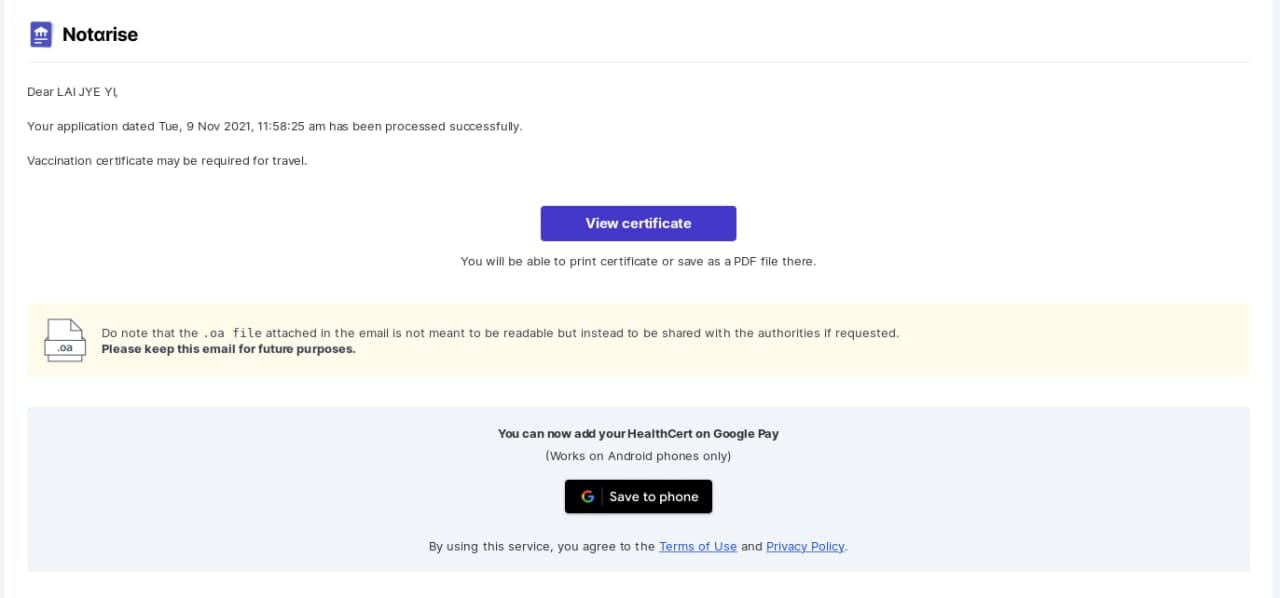 Notarise
Dear LAI JYE YI,
Your application dated Tue, 9 Nov 2021, 11:58:25 am has been processed successfully.
Vaccination certificate may be required for travel.
View certificate
You will be able to print certificate or save as a PDF file there.
.oa
Do note that the .oa file attached in the email is not meant to be readable but instead to be shared with the authorities if requested.
Please keep this email for future purposes.
You can now add your HealthCert on Google Pay
(Works on Android phones only)
G Save to phone
By using this service, you agree to the Terms of Use and Privacy Policy.